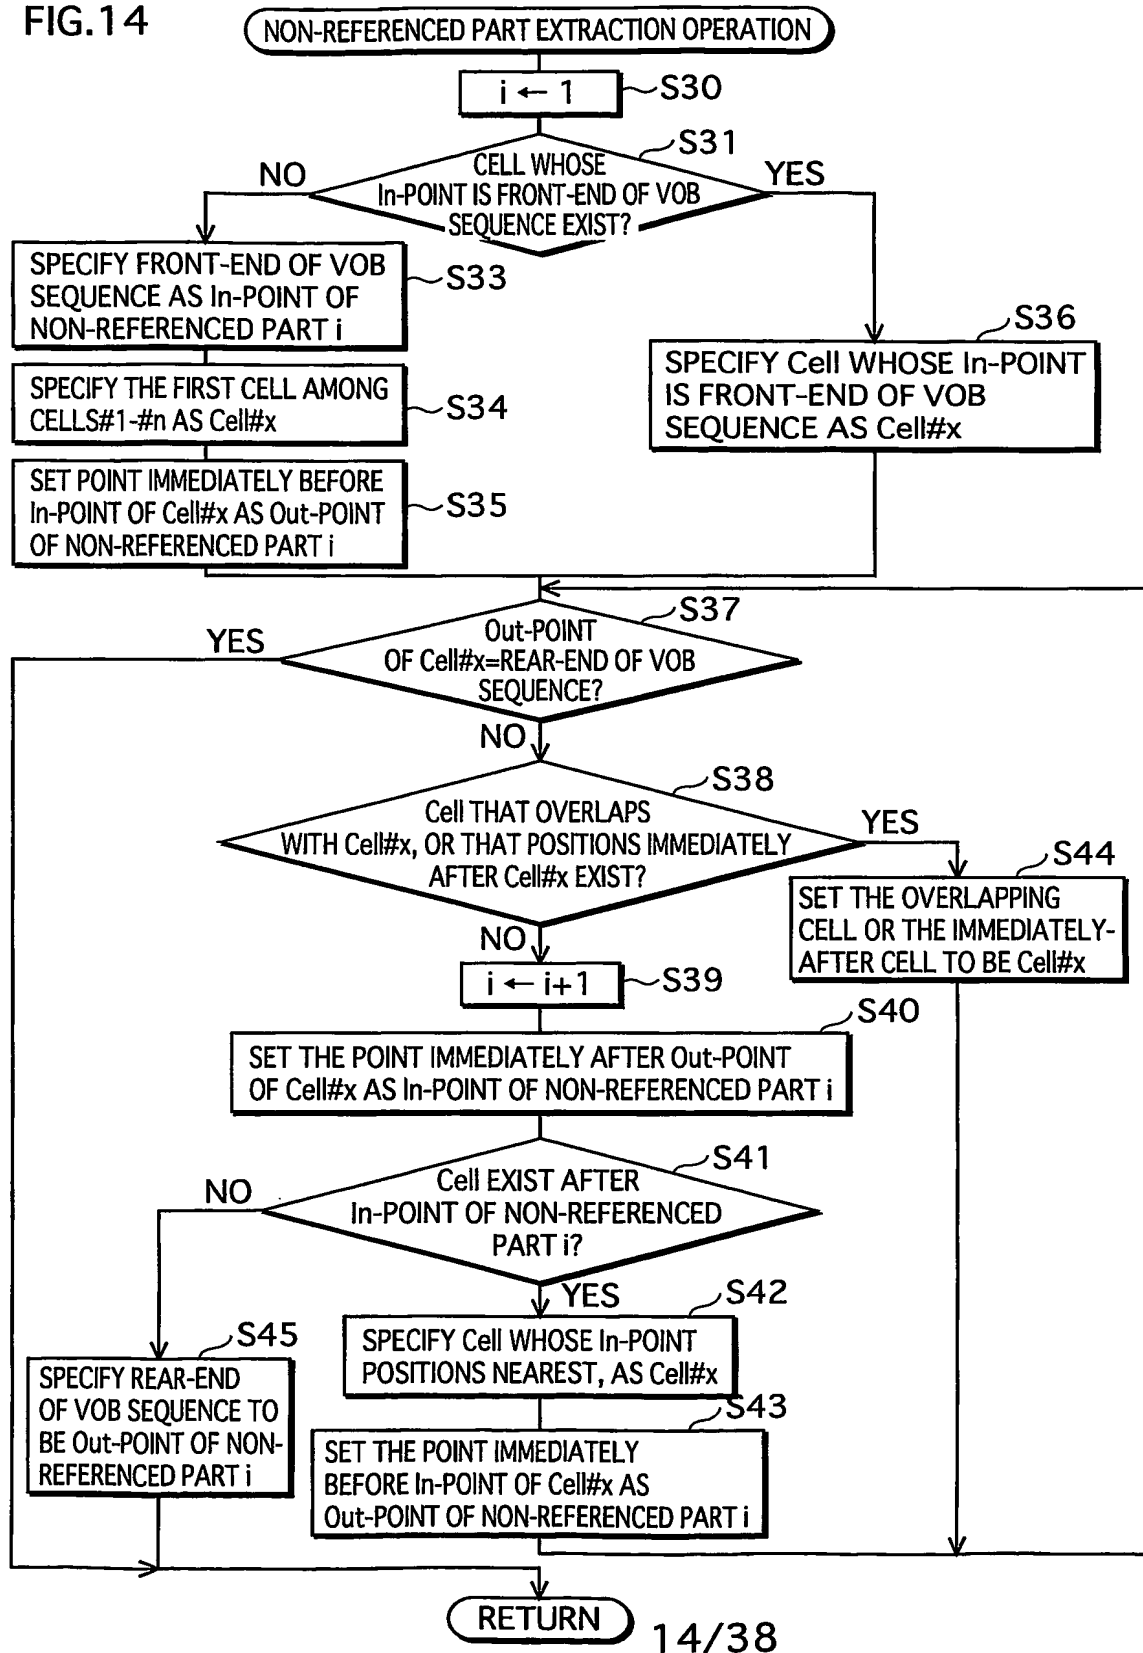 FIG.14
NON-REFERENCED PART EXTRACTION OPERATION
i ← 1
S30
S31
CELL WHOSE
In-POINT IS FRONT-END OF VOB
SEQUENCE EXIST?
NO
YES
SPECIFY FRONT-END OF VOB
SEQUENCE AS In-POINT OF
NON-REFERENCED PART i
S33
SPECIFY THE FIRST CELL AMONG
CELLS#1-#n AS Cell#x
S34
SET POINT IMMEDIATELY BEFORE
In-POINT OF Cell#x AS Out-POINT
OF NON-REFERENCED PART i
S35
S36
SPECIFY Cell WHOSE In-POINT
IS FRONT-END OF VOB
SEQUENCE AS Cell#x
S37
Out-POINT
OF Cell#x=REAR-END OF VOB
SEQUENCE?
YES
NO
S38
Cell THAT OVERLAPS
WITH Cell#x, OR THAT POSITIONS IMMEDIATELY
AFTER Cell#x EXIST?
YES
NO
S44
SET THE OVERLAPPING
CELL OR THE IMMEDIATELY-
AFTER CELL TO BE Cell#x
i ← i+1
S39
S40
SET THE POINT IMMEDIATELY AFTER Out-POINT
OF Cell#x AS In-POINT OF NON-REFERENCED PART i
S41
Cell EXIST AFTER
In-POINT OF NON-REFERENCED
PART i?
NO
YES
S42
SPECIFY Cell WHOSE In-POINT
POSITIONS NEAREST, AS Cell#x
S45
SPECIFY REAR-END
OF VOB SEQUENCE TO
BE Out-POINT OF NON-
REFERENCED PART i
S43
SET THE POINT IMMEDIATELY
BEFORE In-POINT OF Cell#x AS
Out-POINT OF NON-REFERENCED PART i
RETURN
14/38